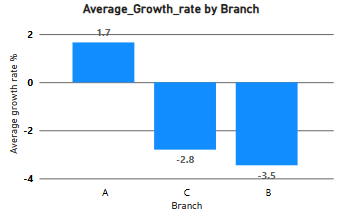 Average_Growth_rate by Branch
Average growth rate %
2
0
-2
-4
1.7
-2.8
-3.5
A
C
B
Branch